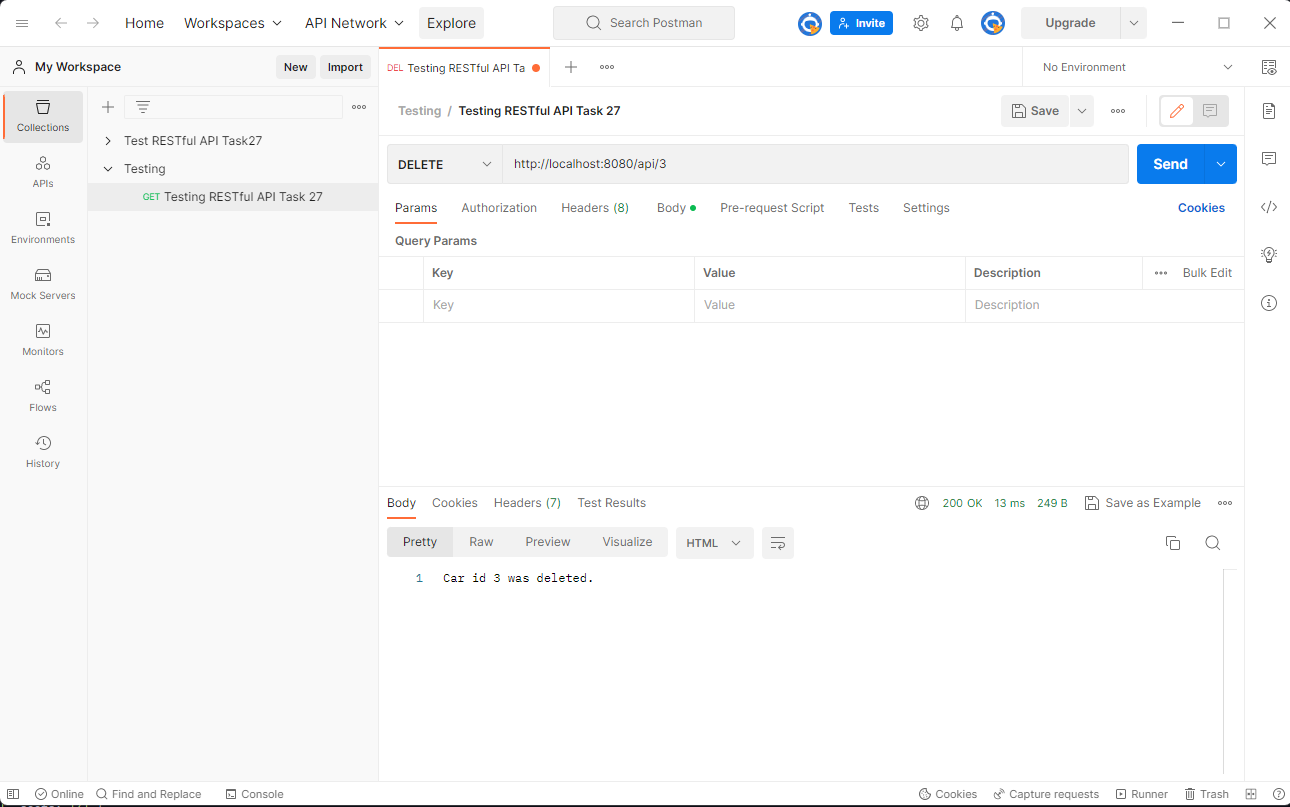 Home Workspaces API Network Explore Search Postman Invite Upgrade
My Workspace New Import DEL Testing RESTful API Ta No Environment
Collections
APIs
Environments
Mock Servers
Monitors
Flows
History
Test RESTful API Task27
Testing
GET Testing RESTful API Task 27
Testing / Testing RESTful API Task 27 Save
DELETE http://localhost:8080/api/3 Send
Params Authorization Headers (8) Body Pre-request Script Tests Settings Cookies
Query Params
Key Value Description Bulk Edit
Key Value Description
Body Cookies Headers (7) Test Results 200 OK 13 ms 249 B Save as Example
Pretty Raw Preview Visualize HTML
1 Car id 3 was deleted.
Online Find and Replace Console Cookies Capture requests Runner Trash